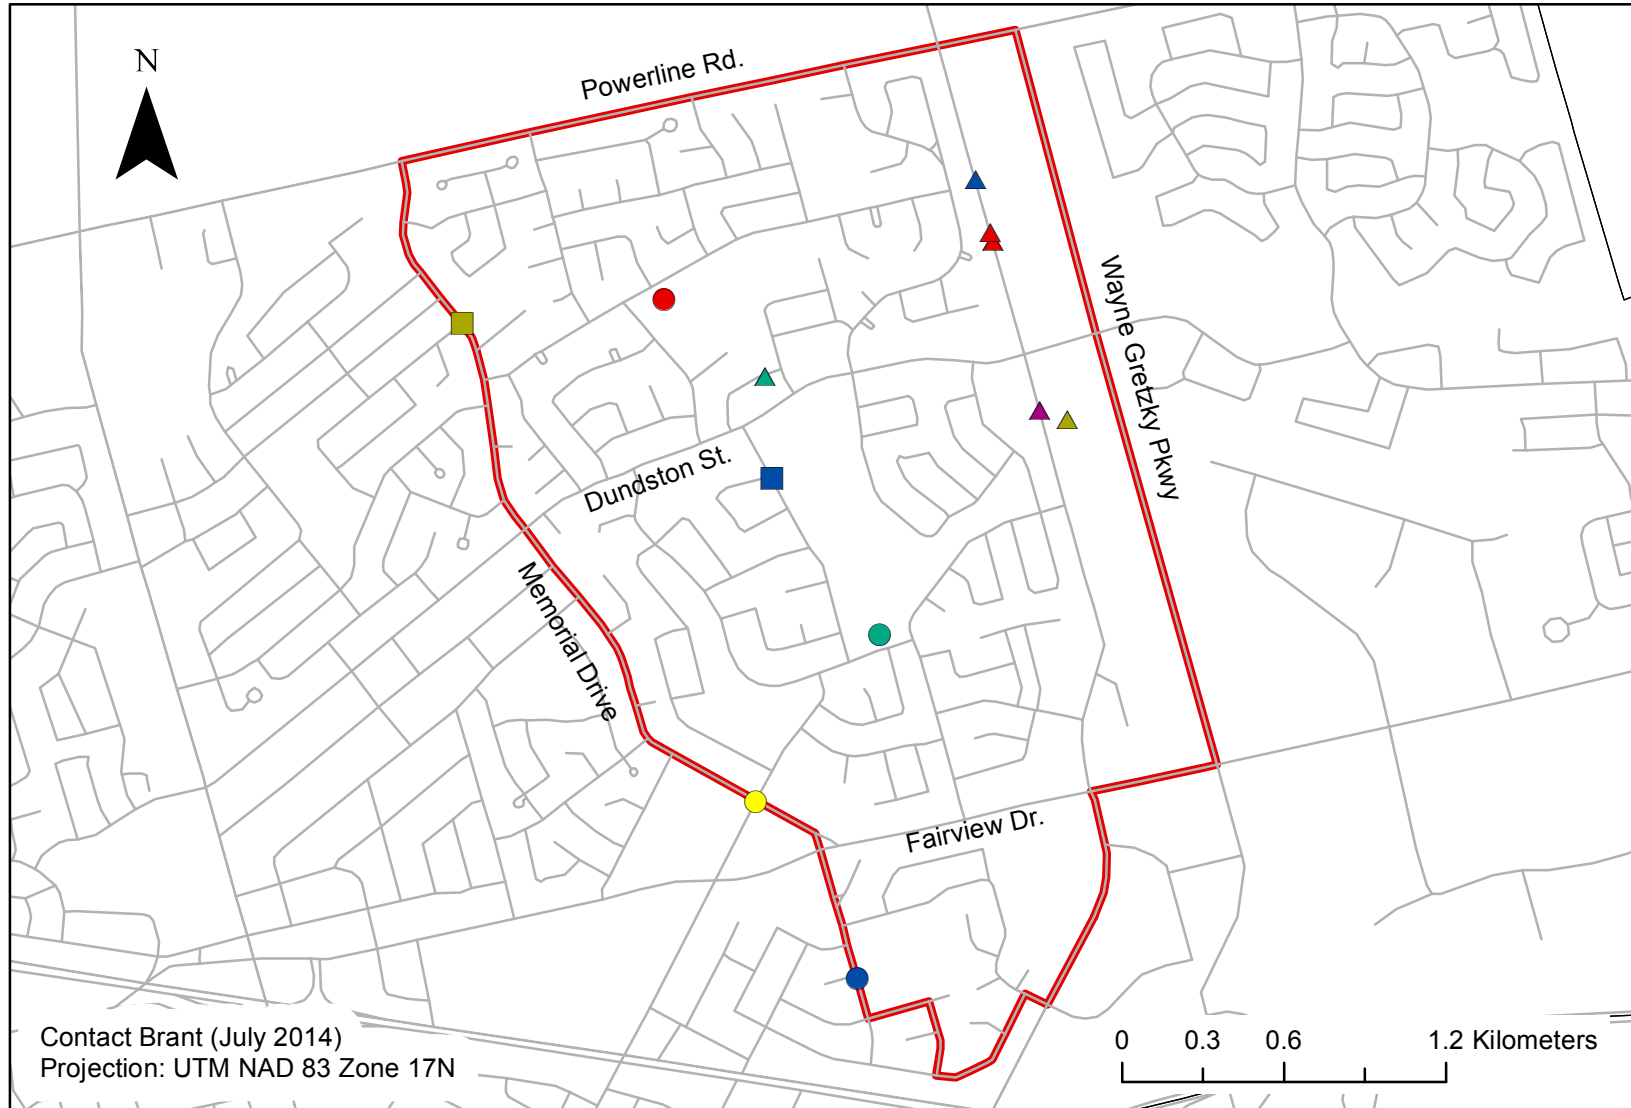 N
Powerline Rd.
Wayne Gretzky Pkwy
Dundston St.
Memorial Drive
Fairview Dr.
Contact Brant (July 2014)
Projection: UTM NAD 83 Zone 17N
0 0.3 0.6 1.2 Kilometers